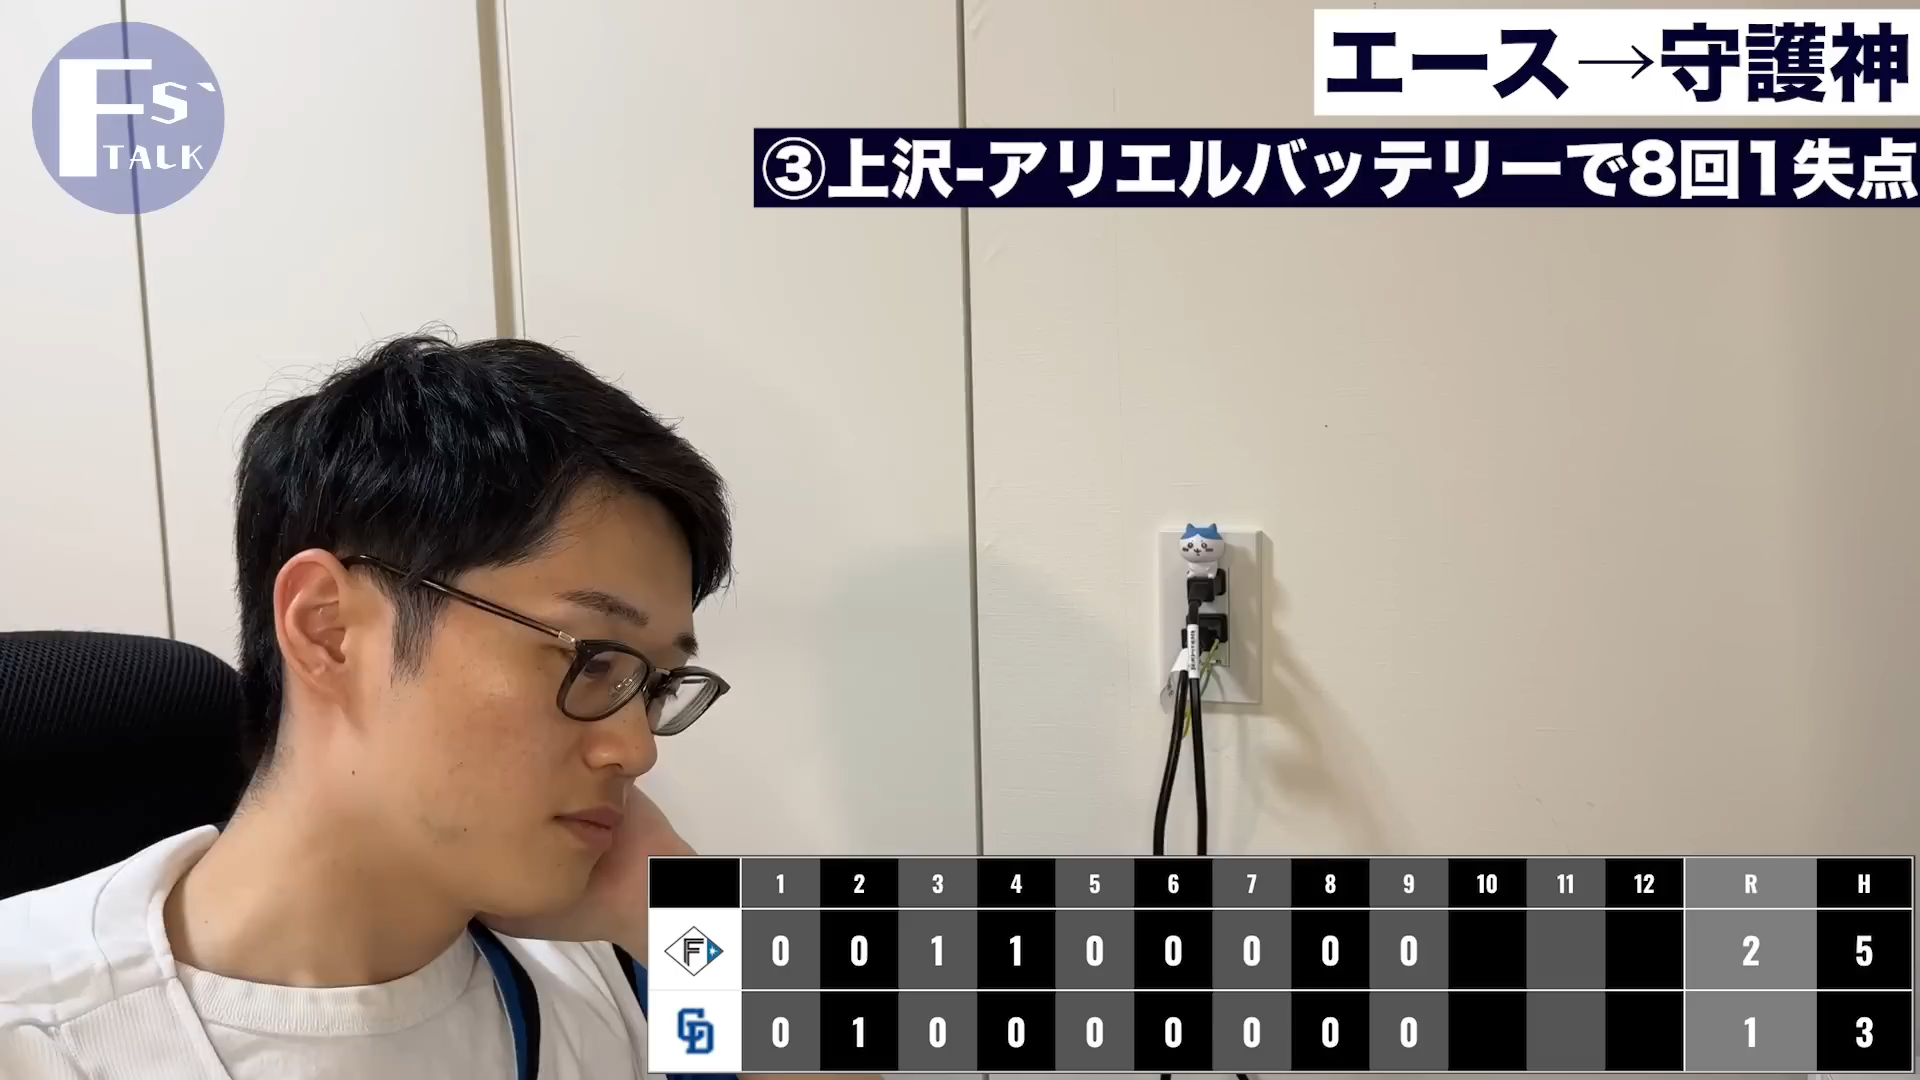 Fs`
TALK
エース→守護神
③上沢-アリエルバッテリーで8回1失点
1 2 3 4 5 6 7 8 9 10 11 12 R H
F 0 0 1 1 0 0 0 0 0 2 5
CD 0 1 0 0 0 0 0 0 0 1 3